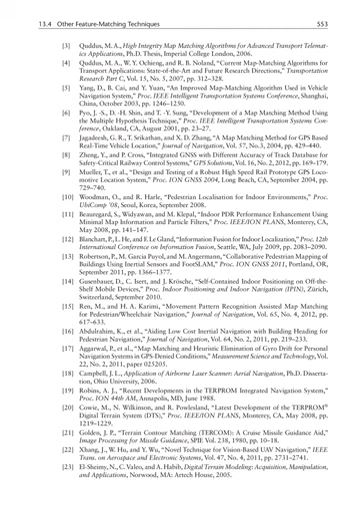 13.4 Other Feature-Matching Techniques 553
[3] Quddus, M. A., High Integrity Map Matching Algorithms for Advanced Transport Telemat-
ics Applications, Ph.D. Thesis, Imperial College London, 2006.
[4] Quddus, M. A., W. Y. Ochieng, and R. B. Noland, "Current Map-Matching Algorithms for
Transport Applications: State-of-the-Art and Future Research Directions," Transportation
Research Part C, Vol. 15, No. 5, 2007, pp. 312–328.
[5] Yang, D., B. Cai, and Y. Yuan, "An Improved Map-Matching Algorithm Used in Vehicle
Navigation System," Proc. IEEE Intelligent Transportation Systems Conference, Shanghai,
China, October 2003, pp. 1246–1250.
[6] Pyo, J. -S., D. -H. Shin, and T. -Y. Sung, "Development of a Map Matching Method Using
the Multiple Hypothesis Technique," Proc. IEEE Intelligent Transportation Systems Con-
ference, Oakland, CA, August 2001, pp. 23–27.
[7] Jagadeesh, G. R., T. Srikathan, and X. D. Zhang, "A Map Matching Method for GPS Based
Real-Time Vehicle Location," Journal of Navigation, Vol. 57, No.3, 2004, pp. 429–440.
[8] Zheng, Y., and P. Cross, "Integrated GNSS with Different Accuracy of Track Database for
Safety-Critical Railway Control Systems," GPS Solutions, Vol. 16, No. 2, 2012, pp. 169–179.
[9] Mueller, T., et al., "Design and Testing of a Robust High Speed Rail Prototype GPS Loco-
motive Location System," Proc. ION GNSS 2004, Long Beach, CA, September 2004, pp.
729–740.
[10] Woodman, O., and R. Harle, "Pedestrian Localisation for Indoor Environments," Proc.
UbiComp '08, Seoul, Korea, September 2008.
[11] Beauregard, S., Widyawan, and M. Klepal, "Indoor PDR Performance Enhancement Using
Minimal Map Information and Particle Filters," Proc. IEEE/ION PLANS, Monterey, CA,
May 2008, pp. 141–147.
[12] Blanchart, P., L. He, and F. Le Gland, "Information Fusion for Indoor Localization," Proc. 12th
International Conference on Information Fusion, Seattle, WA, July 2009, pp. 2083–2090.
[13] Robertson, P., M. Garcia Puyol, and M. Angermann, "Collaborative Pedestrian Mapping of
Buildings Using Inertial Sensors and FootSLAM," Proc. ION GNSS 2011, Portland, OR,
September 2011, pp. 1366–1377.
[14] Gusenbauer, D., C. Isert, and J. Krösche, "Self-Contained Indoor Positioning on Off-the-
Shelf Mobile Devices," Proc. Indoor Positioning and Indoor Navigation (IPIN), Zürich,
Switzerland, September 2010.
[15] Ren, M., and H. A. Karimi, "Movement Pattern Recognition Assisted Map Matching
for Pedestrian/Wheelchair Navigation," Journal of Navigation, Vol. 65, No. 4, 2012, pp.
617–633.
[16] Abdulrahim, K., et al., "Aiding Low Cost Inertial Navigation with Building Heading for
Pedestrian Navigation," Journal of Navigation, Vol. 64, No. 2, 2011, pp. 219–233.
[17] Aggarwal, P., et al., "Map Matching and Heuristic Elimination of Gyro Drift for Personal
Navigation Systems in GPS-Denied Conditions," Measurement Science and Technology, Vol.
22, No. 2, 2011, paper 025205.
[18] Campbell, J. L., Application of Airborne Laser Scanner: Aerial Navigation, Ph.D. Disserta-
tion, Ohio University, 2006.
[19] Robins, A. J., "Recent Developments in the TERPROM Integrated Navigation System,"
Proc. ION 44th AM, Annapolis, MD, June 1988.
[20] Cowie, M., N. Wilkinson, and R. Powlesland, "Latest Development of the TERPROM®
Digital Terrain System (DTS)," Proc. IEEE/ION PLANS, Monterey, CA, May 2008, pp.
1219–1229.
[21] Golden, J. P., "Terrain Contour Matching (TERCOM): A Cruise Missile Guidance Aid,"
Image Processing for Missile Guidance, SPIE Vol. 238, 1980, pp. 10–18.
[22] Xhang, J., W. Hu, and Y. Wu, "Novel Technique for Vision-Based UAV Navigation," IEEE
Trans. on Aerospace and Electronic Systems, Vol. 47, No. 4, 2011, pp. 2731–2741.
[23] El-Sheimy, N., C. Valeo, and A. Habib, Digital Terrain Modeling: Acquisition, Manipulation,
and Applications, Norwood, MA: Artech House, 2005.